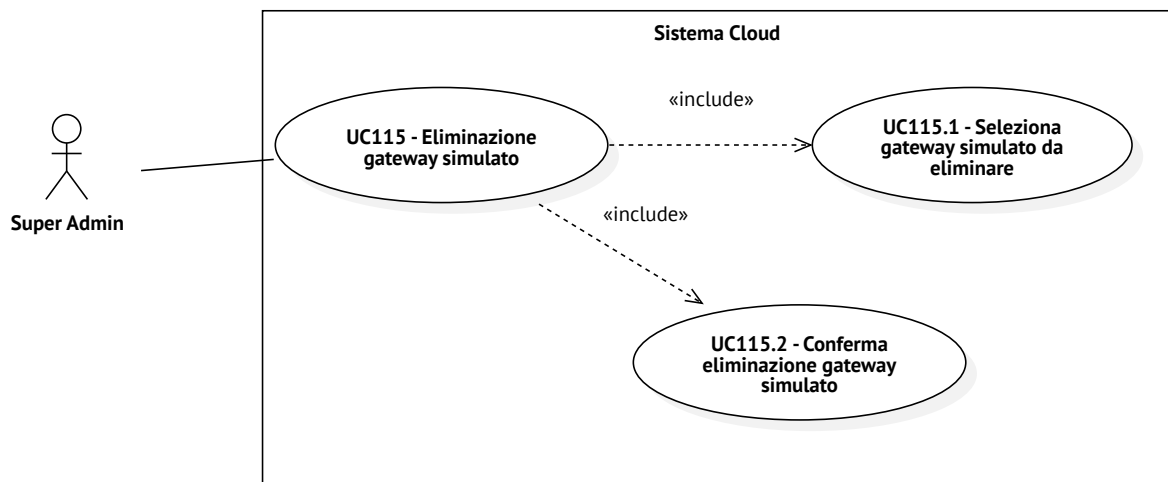 Sistema Cloud
«include»
UC115 - Eliminazione
gateway simulato
UC115.1 - Seleziona
gateway simulato da
eliminare
Super Admin
«include»
UC115.2 - Conferma
eliminazione gateway
simulato